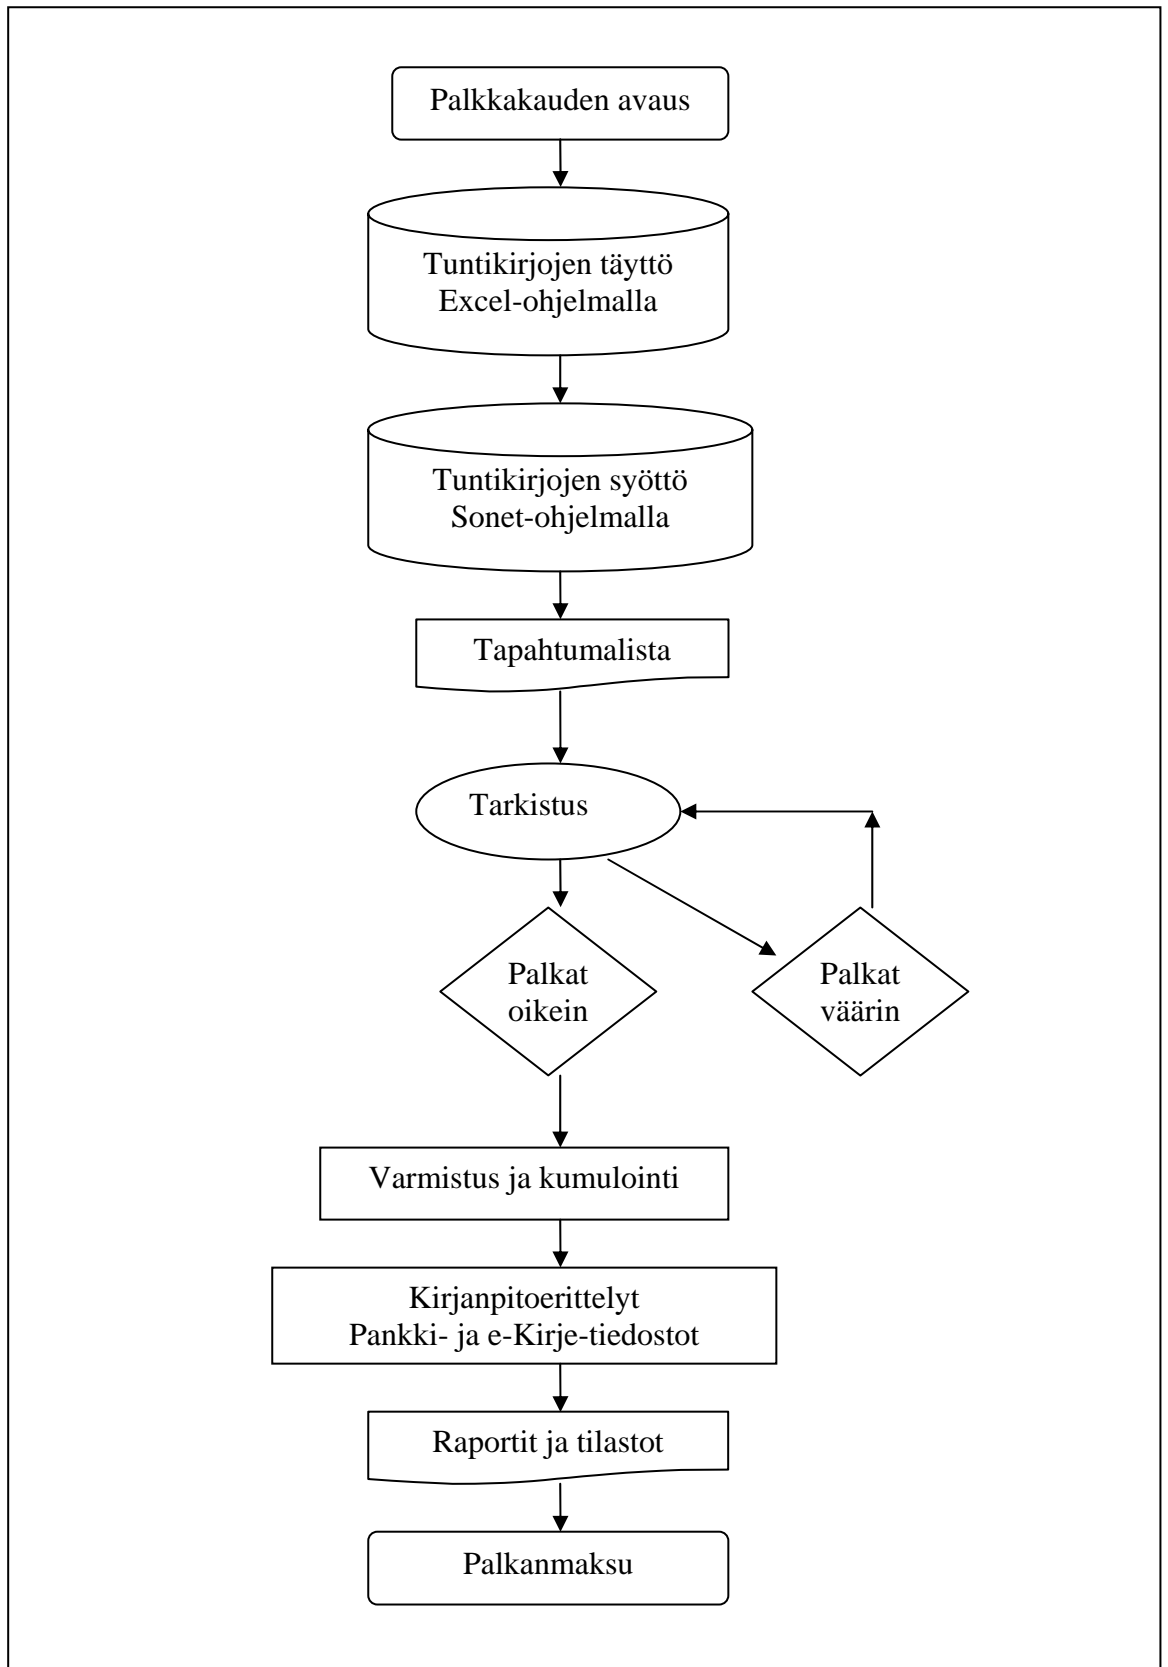 Palkkakauden avaus
Tuntikirjojen täyttö
Excel-ohjelmalla
Tuntikirjojen syöttö
Sonet-ohjelmalla
Tapahtumalista
Tarkistus
Palkat
oikein
Palkat
väärin
Varmistus ja kumulointi
Kirjanpitoerittelyt
Pankki- ja e-Kirje-tiedostot
Raportit ja tilastot
Palkanmaksu